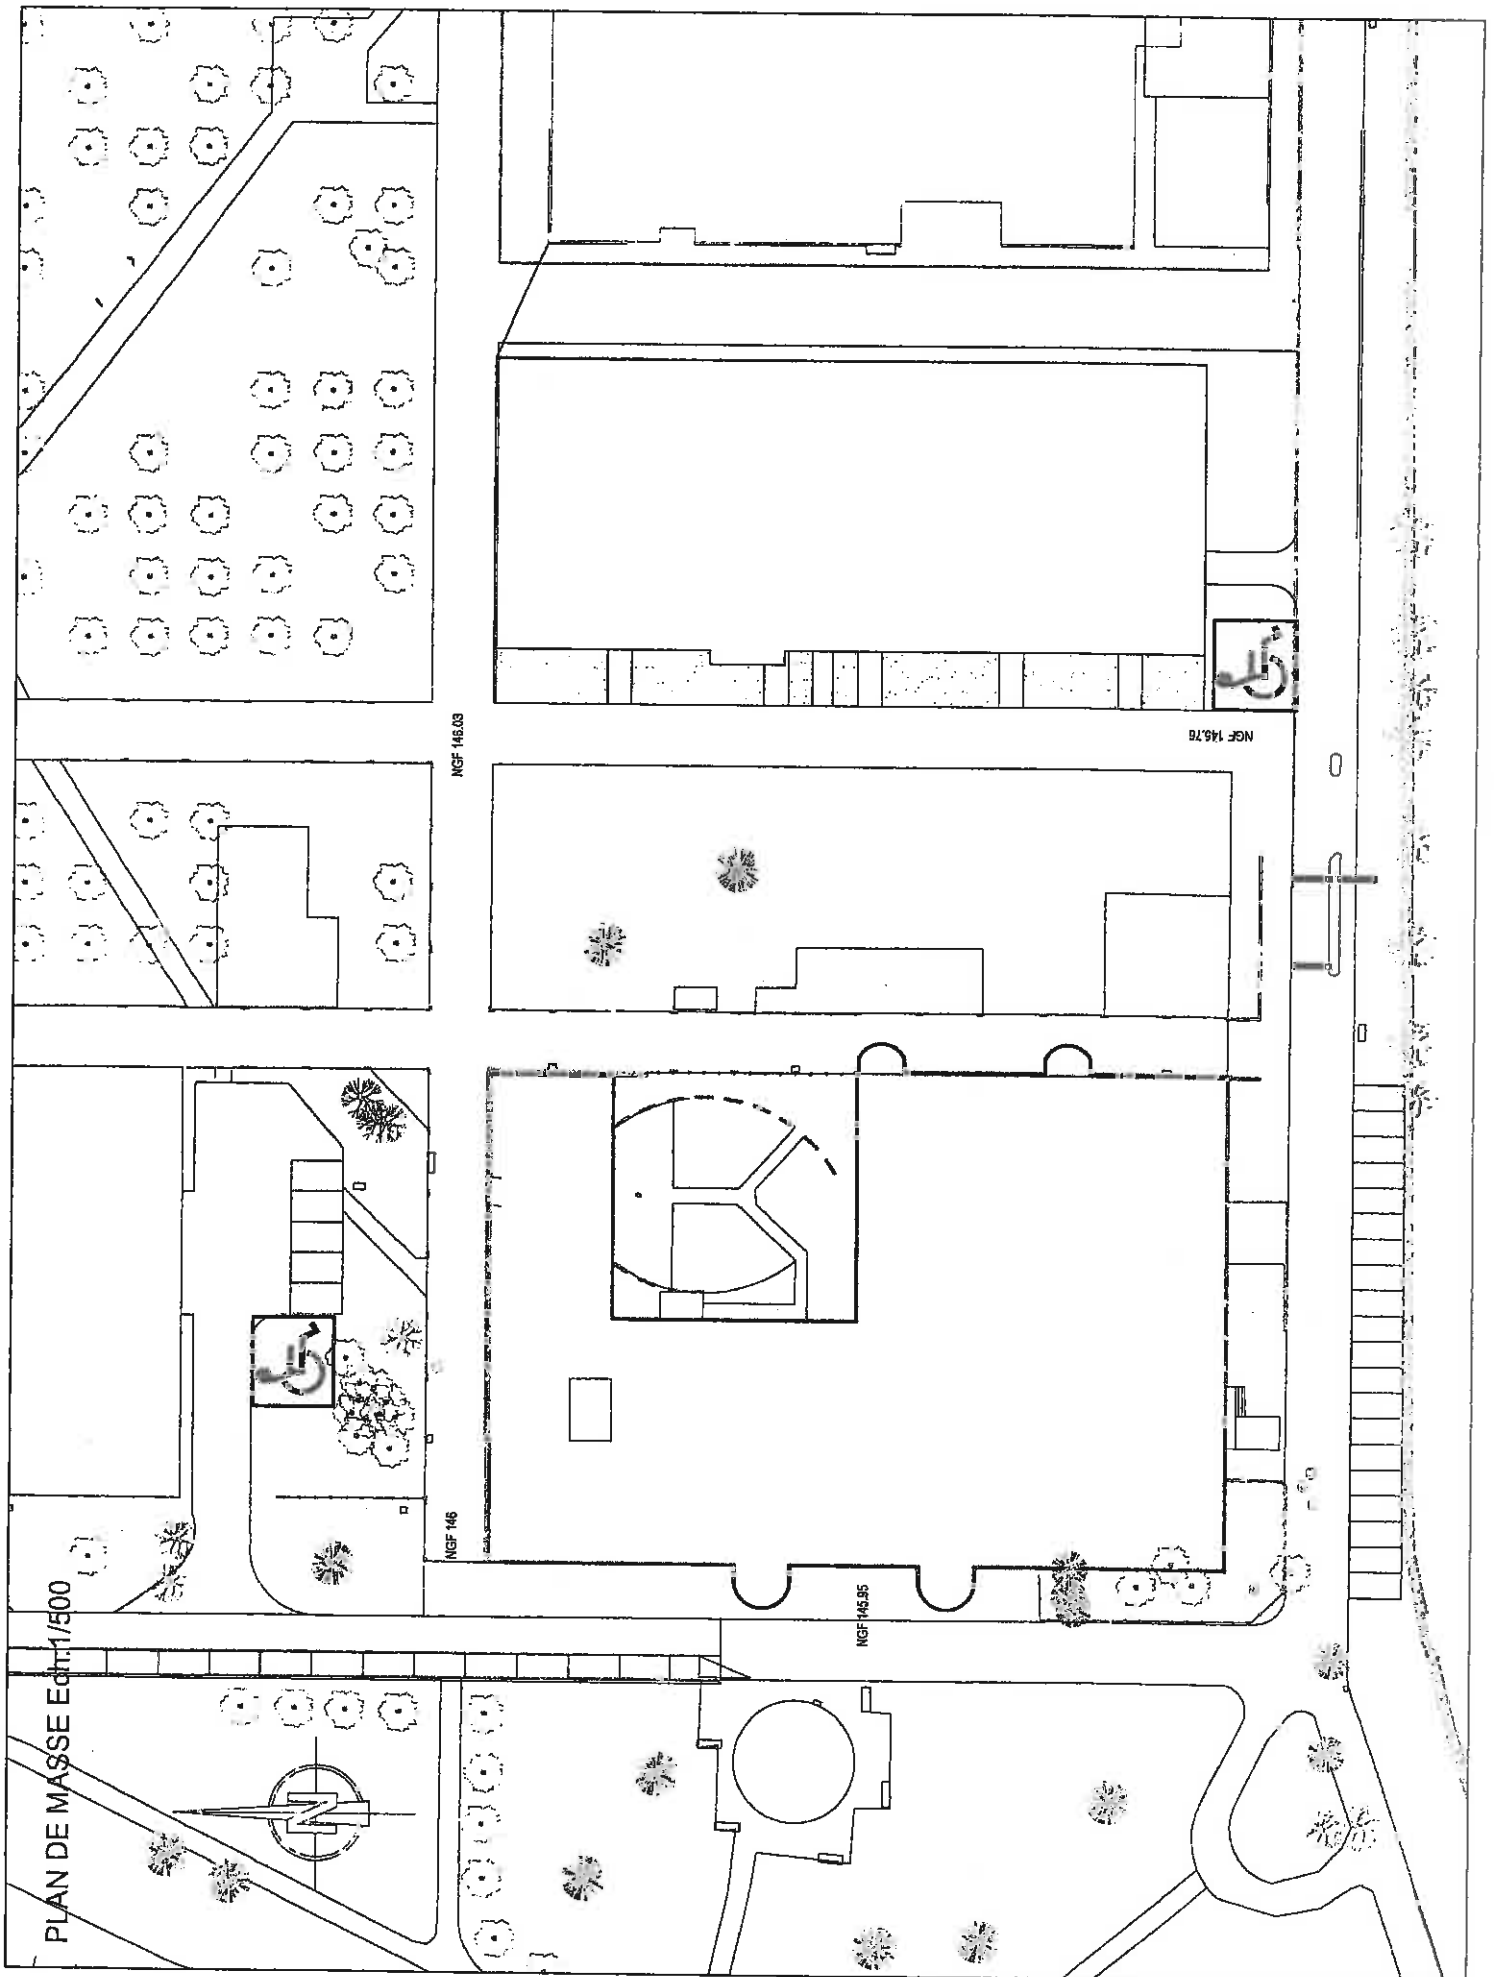 PLAN DE MASSE Ech:1/500
NGF 146
NGF 146.03
NGF 145.95
NGF 145.76
N